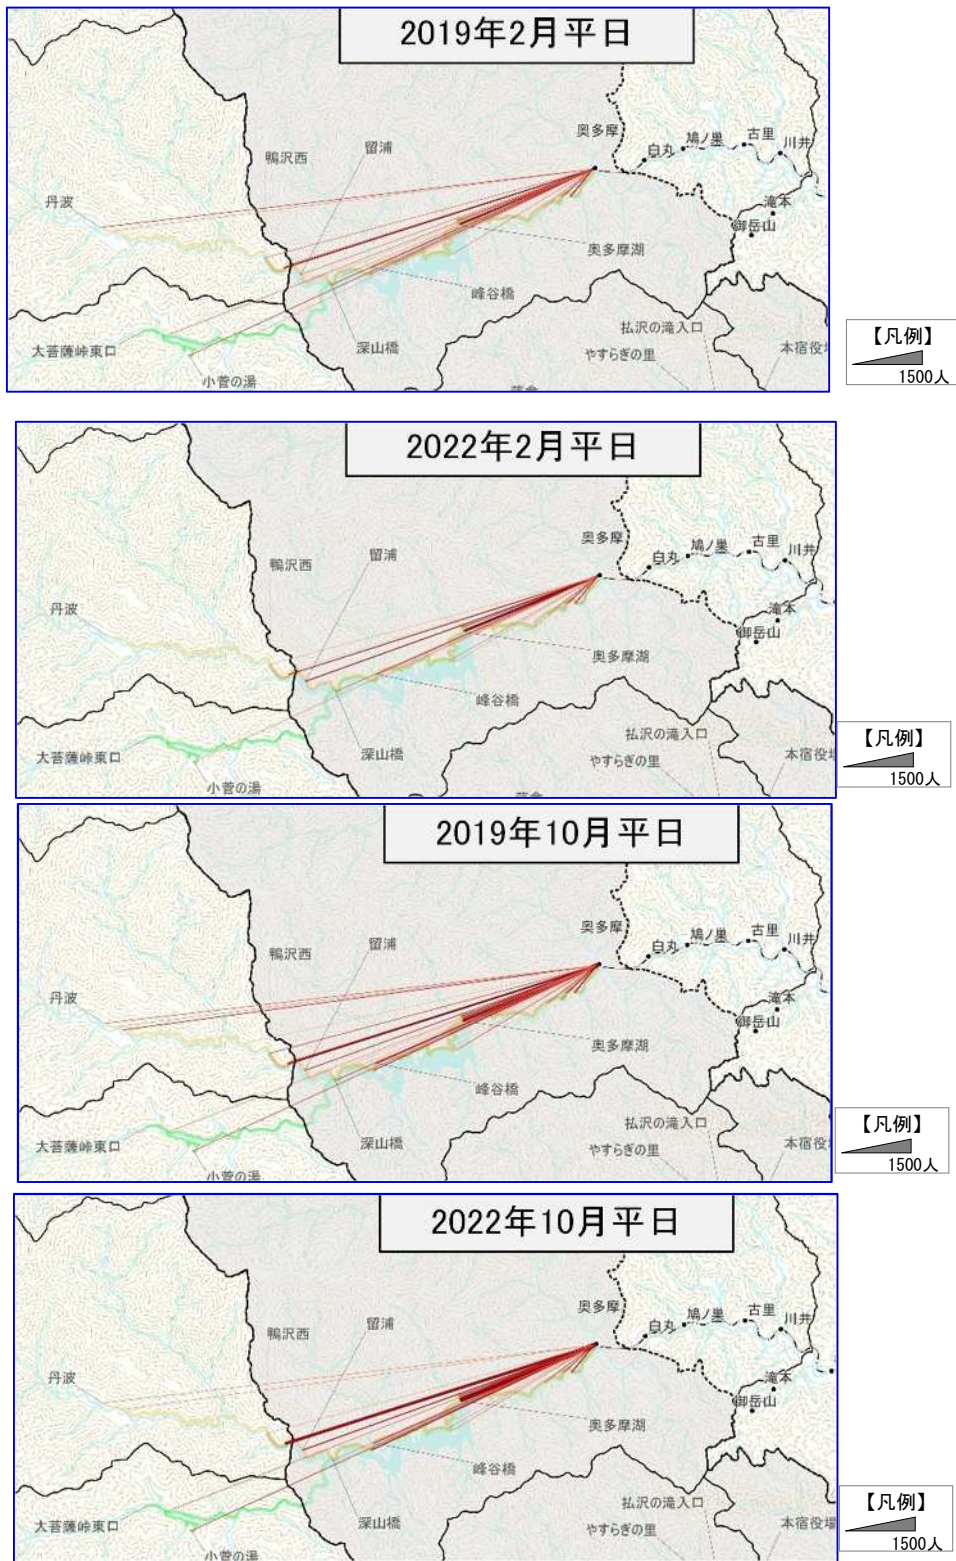 2019年2月平日
奥多摩
白丸
鳩ノ巣
古里
川井
鴨沢西
留浦
丹波
滝本
御岳山
奥多摩湖
峰谷橋
払沢の滝入口
やすらぎの里
本宿役場
深山橋
大菩薩峠東口
小菅の湯
【凡例】
1500人
2022年2月平日
奥多摩
白丸
鳩ノ巣
古里
川井
鴨沢西
留浦
丹波
滝本
御岳山
奥多摩湖
峰谷橋
払沢の滝入口
やすらぎの里
本宿役
深山橋
大菩薩峠東口
小菅の湯
【凡例】
1500人
2019年10月平日
奥多摩
白丸
鳩ノ巣
古里
川井
鴨沢西
留浦
丹波
滝本
御岳山
奥多摩湖
峰谷橋
払沢の滝入口
やすらぎの里
本宿役
深山橋
大菩薩峠東口
小菅の湯
【凡例】
1500人
2022年10月平日
奥多摩
白丸
鳩ノ巣
古里
川井
鴨沢西
留浦
丹波
滝本
御岳山
奥多摩湖
峰谷橋
払沢の滝入口
やすらぎの里
本宿役場
深山橋
大菩薩峠東口
小菅の湯
【凡例】
1500人